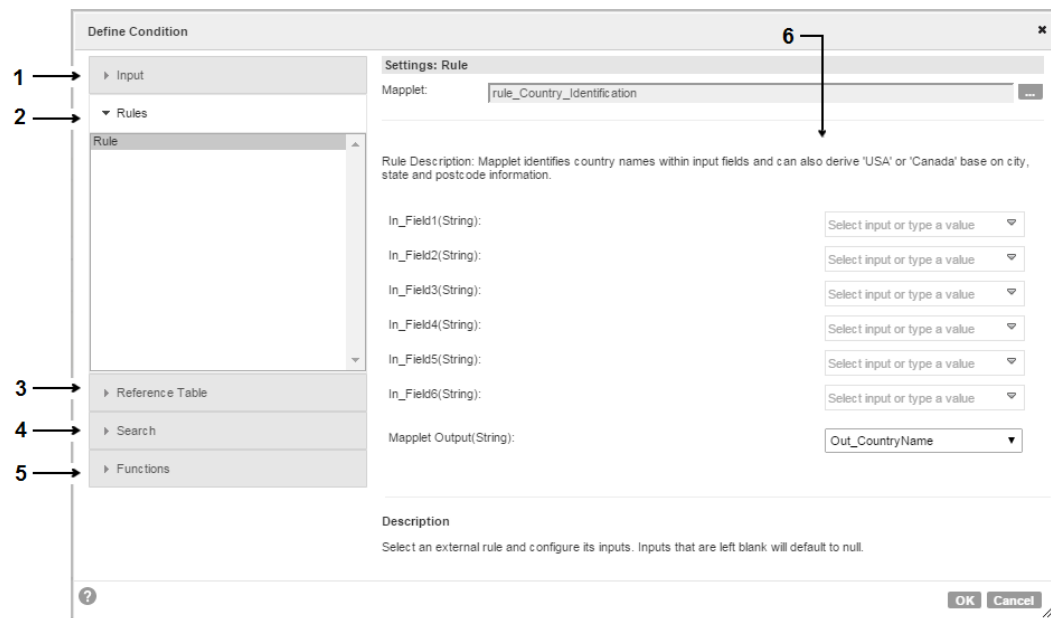 Define Condition
6
1
Input
2
Rules
Rule
3
Reference Table
4
Search
5
Functions
Settings: Rule
Mapplet:
rule_Country_Identification
...
Rule Description: Mapplet identifies country names within input fields and can also derive 'USA' or 'Canada' base on city,
state and postcode information.
In_Field1(String):
Select input or type a value
In_Field2(String):
Select input or type a value
In_Field3(String):
Select input or type a value
In_Field4(String):
Select input or type a value
In_Field5(String):
Select input or type a value
In_Field6(String):
Select input or type a value
Mapplet Output(String):
Out_CountryName
Description
Select an external rule and configure its inputs. Inputs that are left blank will default to null.
?
OK
Cancel